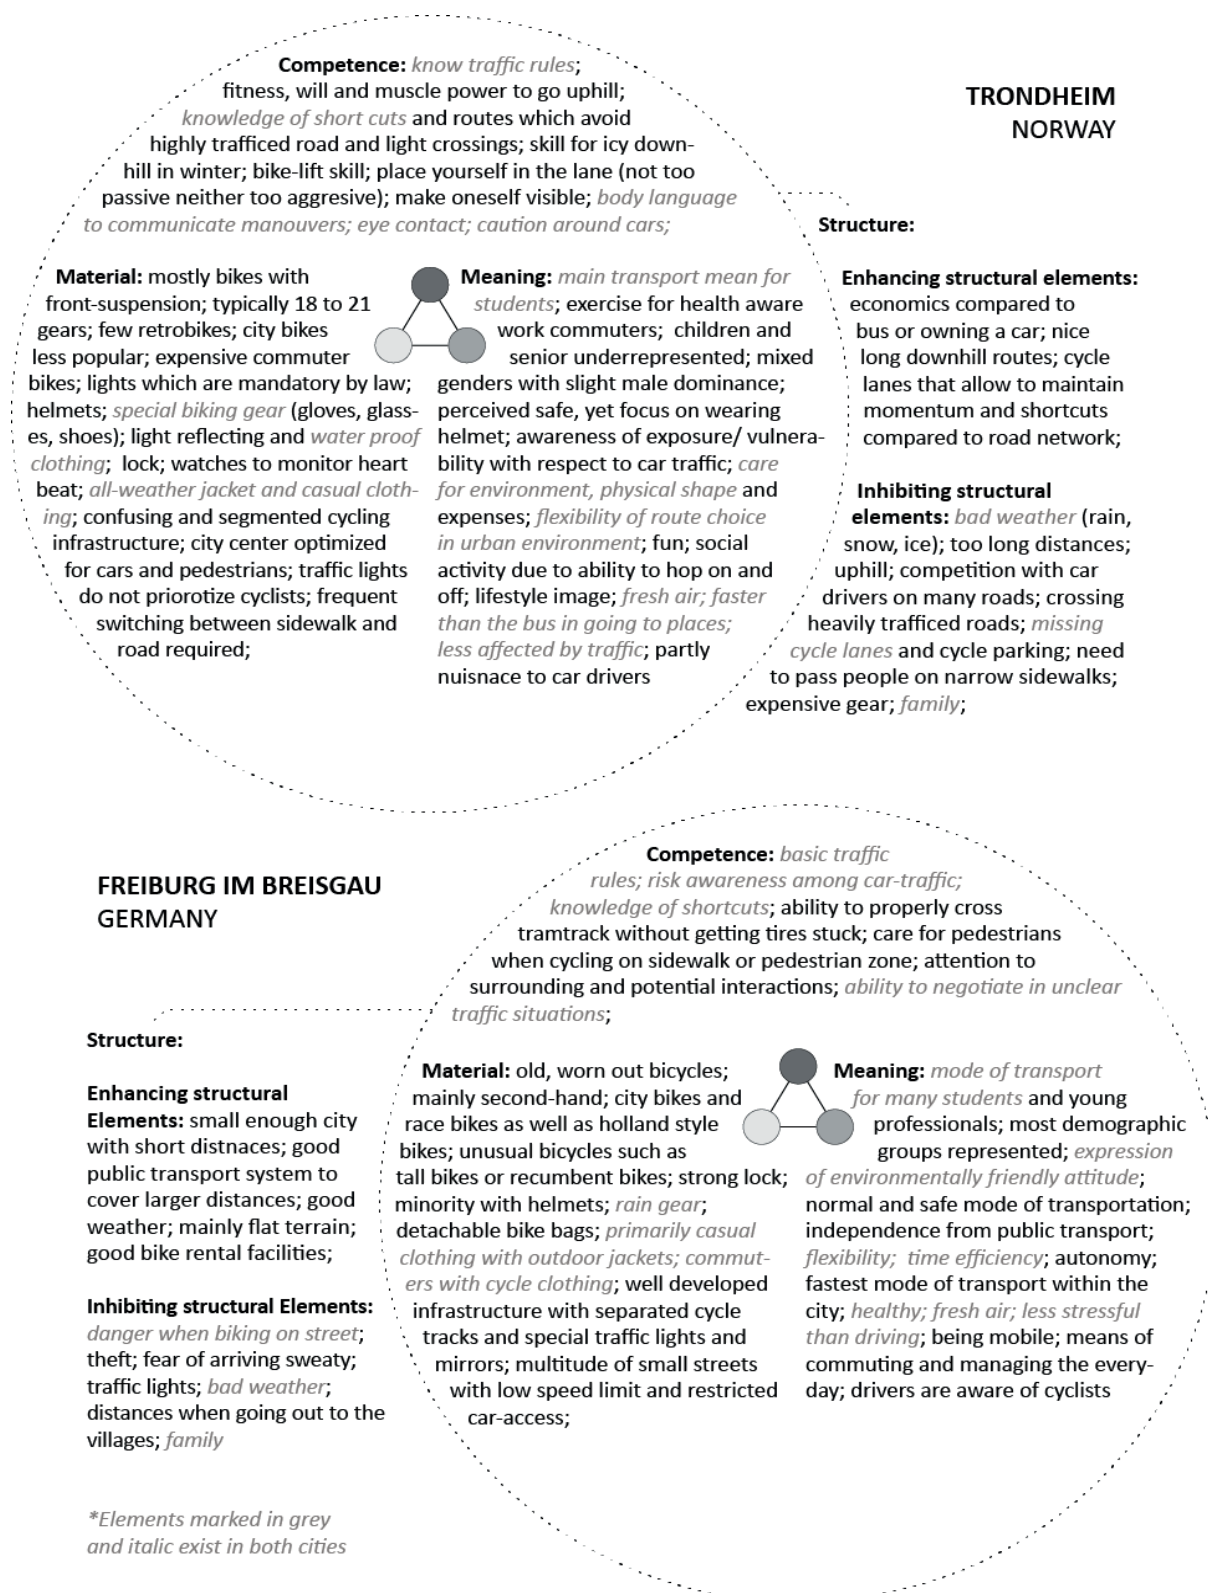 Competence: know traffic rules;
fitness, will and muscle power to go uphill;
knowledge of short cuts and routes which avoid
highly trafficed road and light crossings; skill for icy down-
hill in winter; bike-lift skill; place yourself in the lane (not too
passive neither too aggresive); make oneself visible; body language
to communicate manouvers; eye contact; caution around cars;
Material: mostly bikes with
front-suspension; typically 18 to 21
gears; few retrobikes; city bikes
less popular; expensive commuter
bikes; lights which are mandatory by law;
helmets; special biking gear (gloves, glass-
es, shoes); light reflecting and water proof
clothing; lock; watches to monitor heart
beat; all-weather jacket and casual cloth-
ing; confusing and segmented cycling
infrastructure; city center optimized
for cars and pedestrians; traffic lights
do not priorotize cyclists; frequent
switching between sidewalk and
road required;
Meaning: main transport mean for
students; exercise for health aware
work commuters; children and
senior underrepresented; mixed
genders with slight male dominance;
perceived safe, yet focus on wearing
helmet; awareness of exposure/ vulnera-
bility with respect to car traffic; care
for environment, physical shape and
expenses; flexibility of route choice
in urban environment; fun; social
activity due to ability to hop on and
off; lifestyle image; fresh air; faster
than the bus in going to places;
less affected by traffic; partly
nuisnace to car drivers
TRONDHEIM
NORWAY
Structure:
Enhancing structural elements:
economics compared to
bus or owning a car; nice
long downhill routes; cycle
lanes that allow to maintain
momentum and shortcuts
compared to road network;
Inhibiting structural
elements: bad weather (rain,
snow, ice); too long distances;
uphill; competition with car
drivers on many roads; crossing
heavily trafficed roads; missing
cycle lanes and cycle parking; need
to pass people on narrow sidewalks;
expensive gear; family;
FREIBURG IM BREISGAU
GERMANY
Structure:
Enhancing structural
Elements: small enough city
with short distnaces; good
public transport system to
cover larger distances; good
weather; mainly flat terrain;
good bike rental facilities;
Inhibiting structural Elements:
danger when biking on street;
theft; fear of arriving sweaty;
traffic lights; bad weather;
distances when going out to the
villages; family
Competence: basic traffic
rules; risk awareness among car-traffic;
knowledge of shortcuts; ability to properly cross
tramtrack without getting tires stuck; care for pedestrians
when cycling on sidewalk or pedestrian zone; attention to
surrounding and potential interactions; ability to negotiate in unclear
traffic situations;
Material: old, worn out bicycles;
mainly second-hand; city bikes and
race bikes as well as holland style
bikes; unusual bicycles such as
tall bikes or recumbent bikes; strong lock;
minority with helmets; rain gear;
detachable bike bags; primarily casual
clothing with outdoor jackets; commut-
ers with cycle clothing; well developed
infrastructure with separated cycle
tracks and special traffic lights and
mirrors; multitude of small streets
with low speed limit and restricted
car-access;
Meaning: mode of transport
for many students and young
professionals; most demographic
groups represented; expression
of environmentally friendly attitude;
normal and safe mode of transportation;
independence from public transport;
flexibility; time efficiency; autonomy;
fastest mode of transport within the
city; healthy; fresh air; less stressful
than driving; being mobile; means of
commuting and managing the every-
day; drivers are aware of cyclists
*Elements marked in grey
and italic exist in both cities